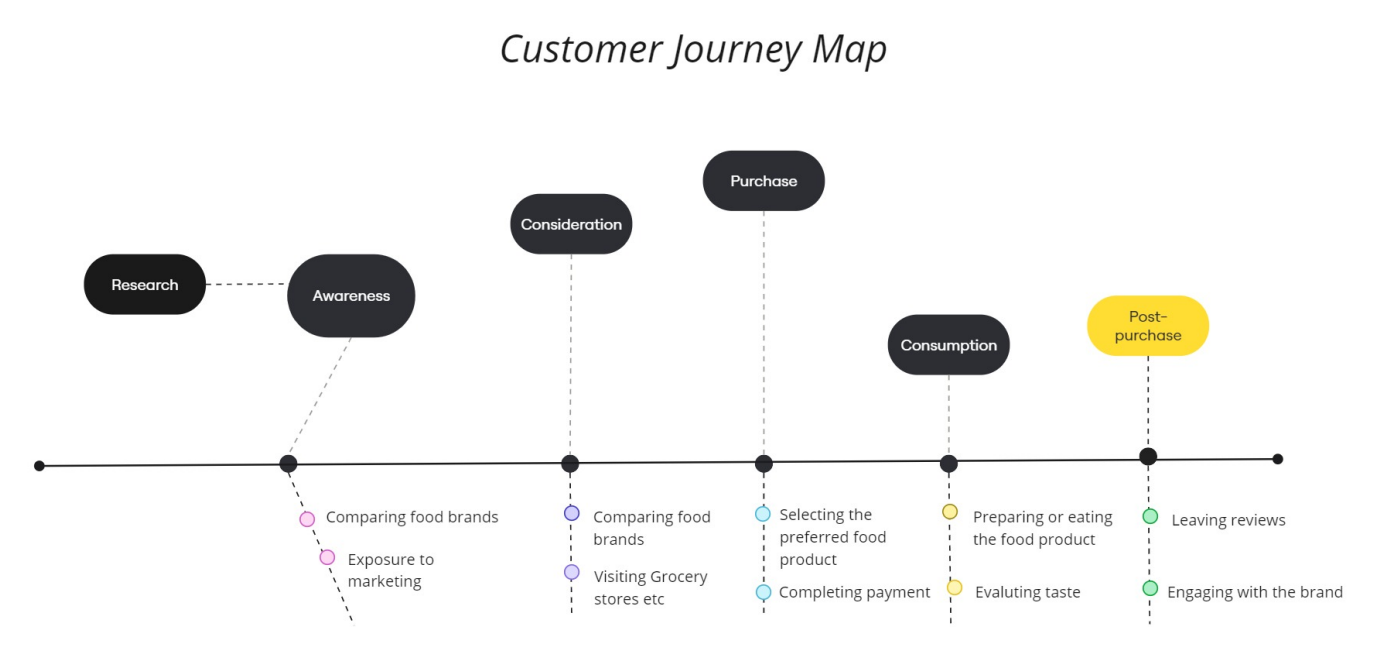 Customer Journey Map
Purchase
Consideration
Research
Awareness
Post-
purchase
Consumption
Comparing food brands
Exposure to
marketing
Comparing food
brands
Visiting Grocery
stores etc
Selecting the
preferred food
product
Completing payment
Preparing or eating
the food product
Evaluting taste
Leaving reviews
Engaging with the brand